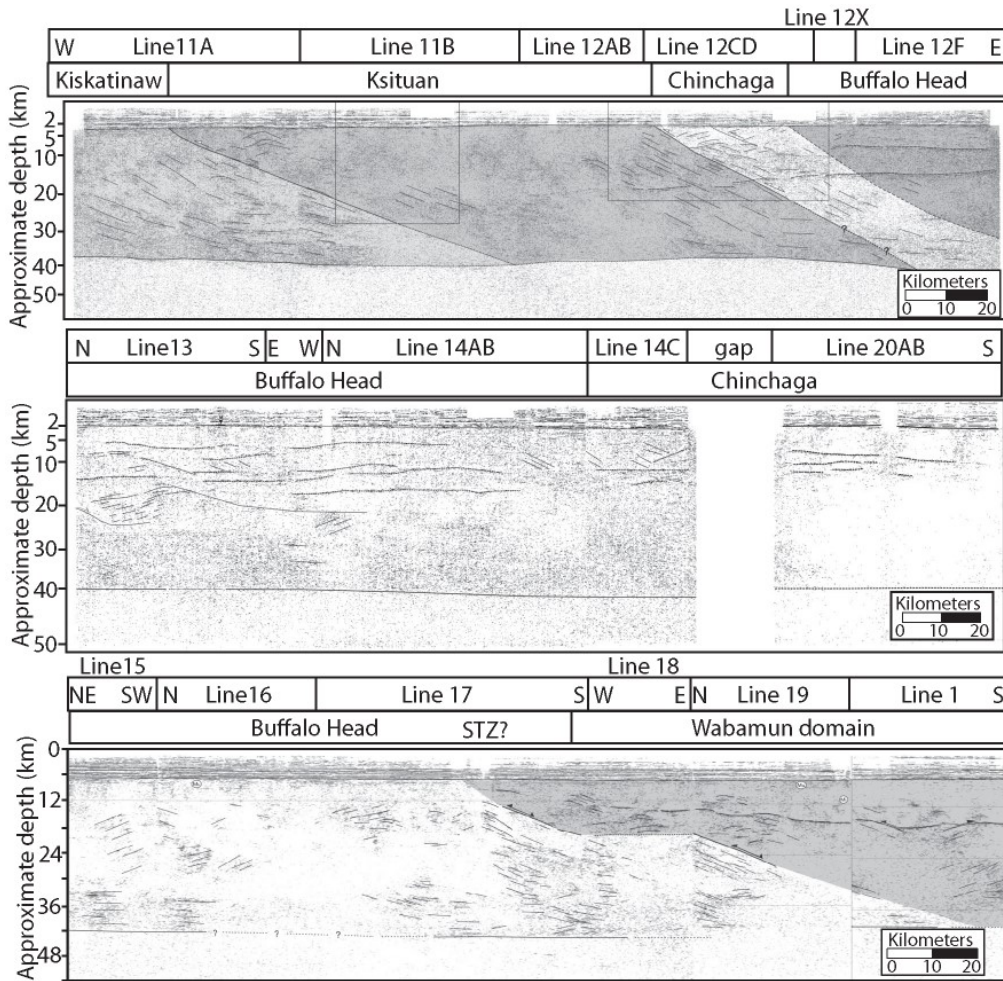 Line 12X
W Line11A Line 11B Line 12AB Line 12CD Line 12F E
Kiskatinaw Ksituan Chinchaga Buffalo Head
Approximate depth (km)
2
5
10
20
30
40
50
? ?
Kilometers
0 10 20
N Line13 S E W N Line 14AB Line 14C gap Line 20AB S
Buffalo Head Chinchaga
Approximate depth (km)
2
5
10
20
30
40
50
Kilometers
0 10 20
Line15 Line 18
NE SW N Line16 Line 17 S W E N Line 19 Line 1 S
Buffalo Head STZ? Wabamun domain
Approximate depth (km)
0
12
24
36
48
? ? ?
Kilometers
0 10 20